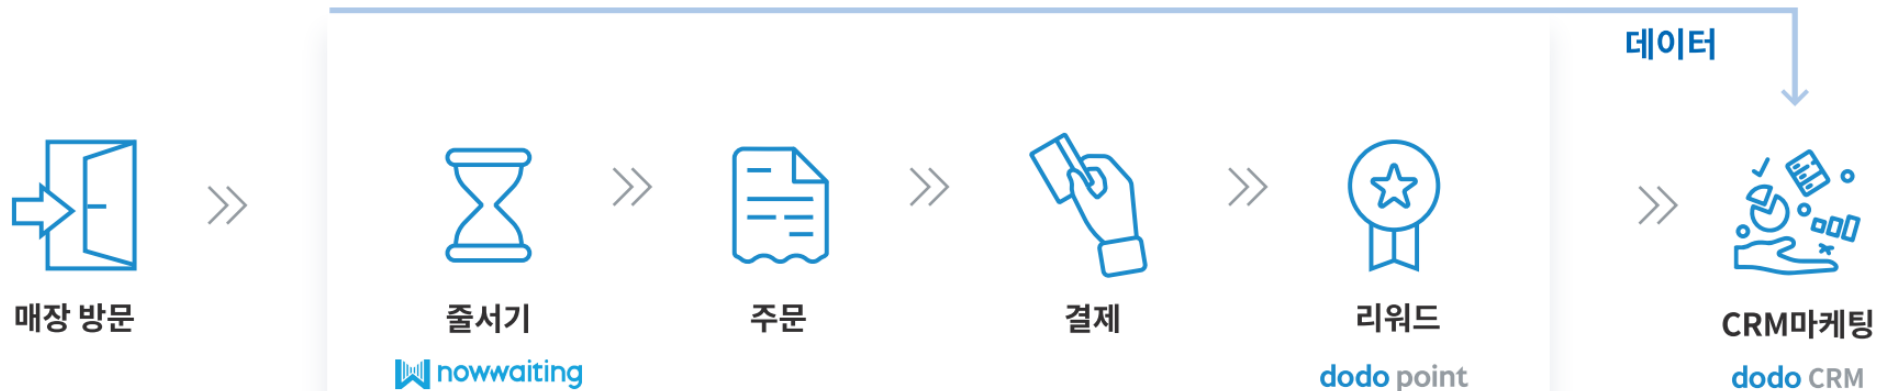 데이터
매장 방문
줄서기
주문
결제
리워드
CRM마케팅
nowwaiting
dodo point
dodo CRM